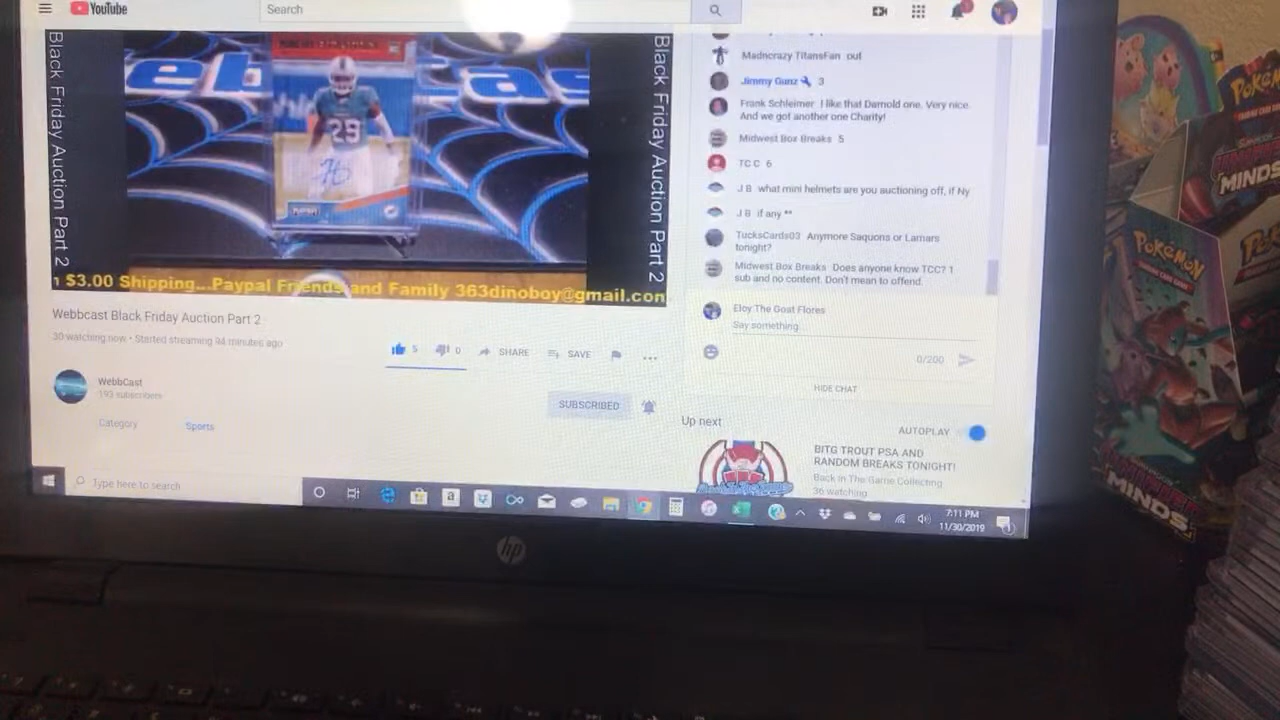 YouTube
Search
Black Friday Auction Part 2
Black Friday Auction Part 2
29
$3.00 Shipping...Paypal Friends and Family 363dinoboy@gmail.con
Webbcast Black Friday Auction Part 2
30 watching now • Started streaming 94 minutes ago
5 0 SHARE SAVE
WebbCast
193 subscribers
SUBSCRIBED
Category Sports
Madncrazy TitansFan out
Jimmy Gunz 3
Frank Schleimer I like that Darnold one. Very nice.
And we got another one Charity!
Midwest Box Breaks 5
TC C 6
J B what mini helmets are you auctioning off, if Ny
J B if any **
TucksCards03 Anymore Saquons or Lamars
tonight?
Midwest Box Breaks Does anyone know TCC? 1
sub and no content. Don't mean to offend.
Eloy The Goat Flores
Say something...
0/200
HIDE CHAT
Up next
AUTOPLAY
BITG TROUT PSA AND
RANDOM BREAKS TONIGHT!
Back In The Game Collecting
36 watching
Type here to search
7:11 PM
11/30/2019
hp
MINDS
POKéMON
MINDS